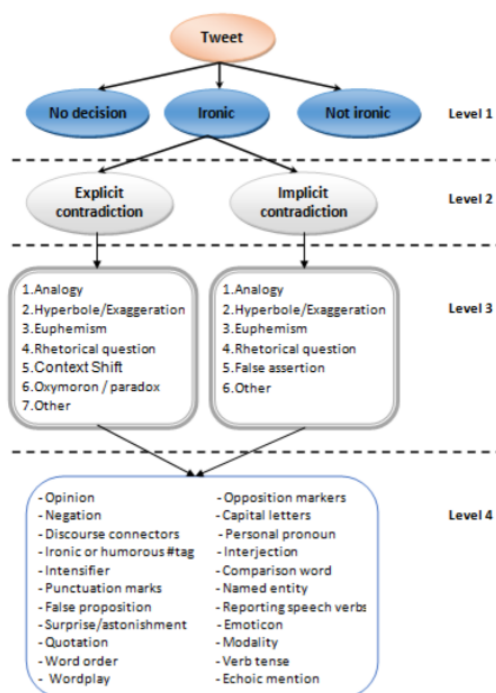 Tweet
No decision
Ironic
Not ironic
Level 1
Explicit
contradiction
Implicit
contradiction
Level 2
1.Analogy
2.Hyperbole/Exaggeration
3.Euphemism
4.Rhetorical question
5.Context Shift
6.Oxymoron / paradox
7.Other
1.Analogy
2.Hyperbole/Exaggeration
3.Euphemism
4.Rhetorical question
5.False assertion
6.Other
Level 3
- Opinion
- Negation
- Discourse connectors
- Ironic or humorous #tag
- Intensifier
- Punctuation marks
- False proposition
- Surprise/astonishment
- Quotation
- Word order
- Wordplay
- Opposition markers
- Capital letters
- Personal pronoun
- Interjection
- Comparison word
- Named entity
- Reporting speech verbs
- Emoticon
- Modality
- Verb tense
- Echoic mention
Level 4